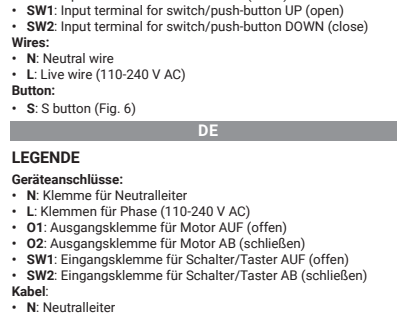 • SW1: Input terminal for switch/push-button UP (open)
• SW2: Input terminal for switch/push-button DOWN (close)
Wires:
• N: Neutral wire
• L: Live wire (110-240 V AC)
Button:
• S: S button (Fig. 6)
DE
LEGENDE
Geräteanschlüsse:
• N: Klemme für Neutralleiter
• L: Klemmen für Phase (110-240 V AC)
• O1: Ausgangsklemme für Motor AUF (offen)
• O2: Ausgangsklemme für Motor AB (schließen)
• SW1: Eingangsklemme für Schalter/Taster AUF (offen)
• SW2: Eingangsklemme für Schalter/Taster AB (schließen)
Kabel:
• N: Neutralleiter